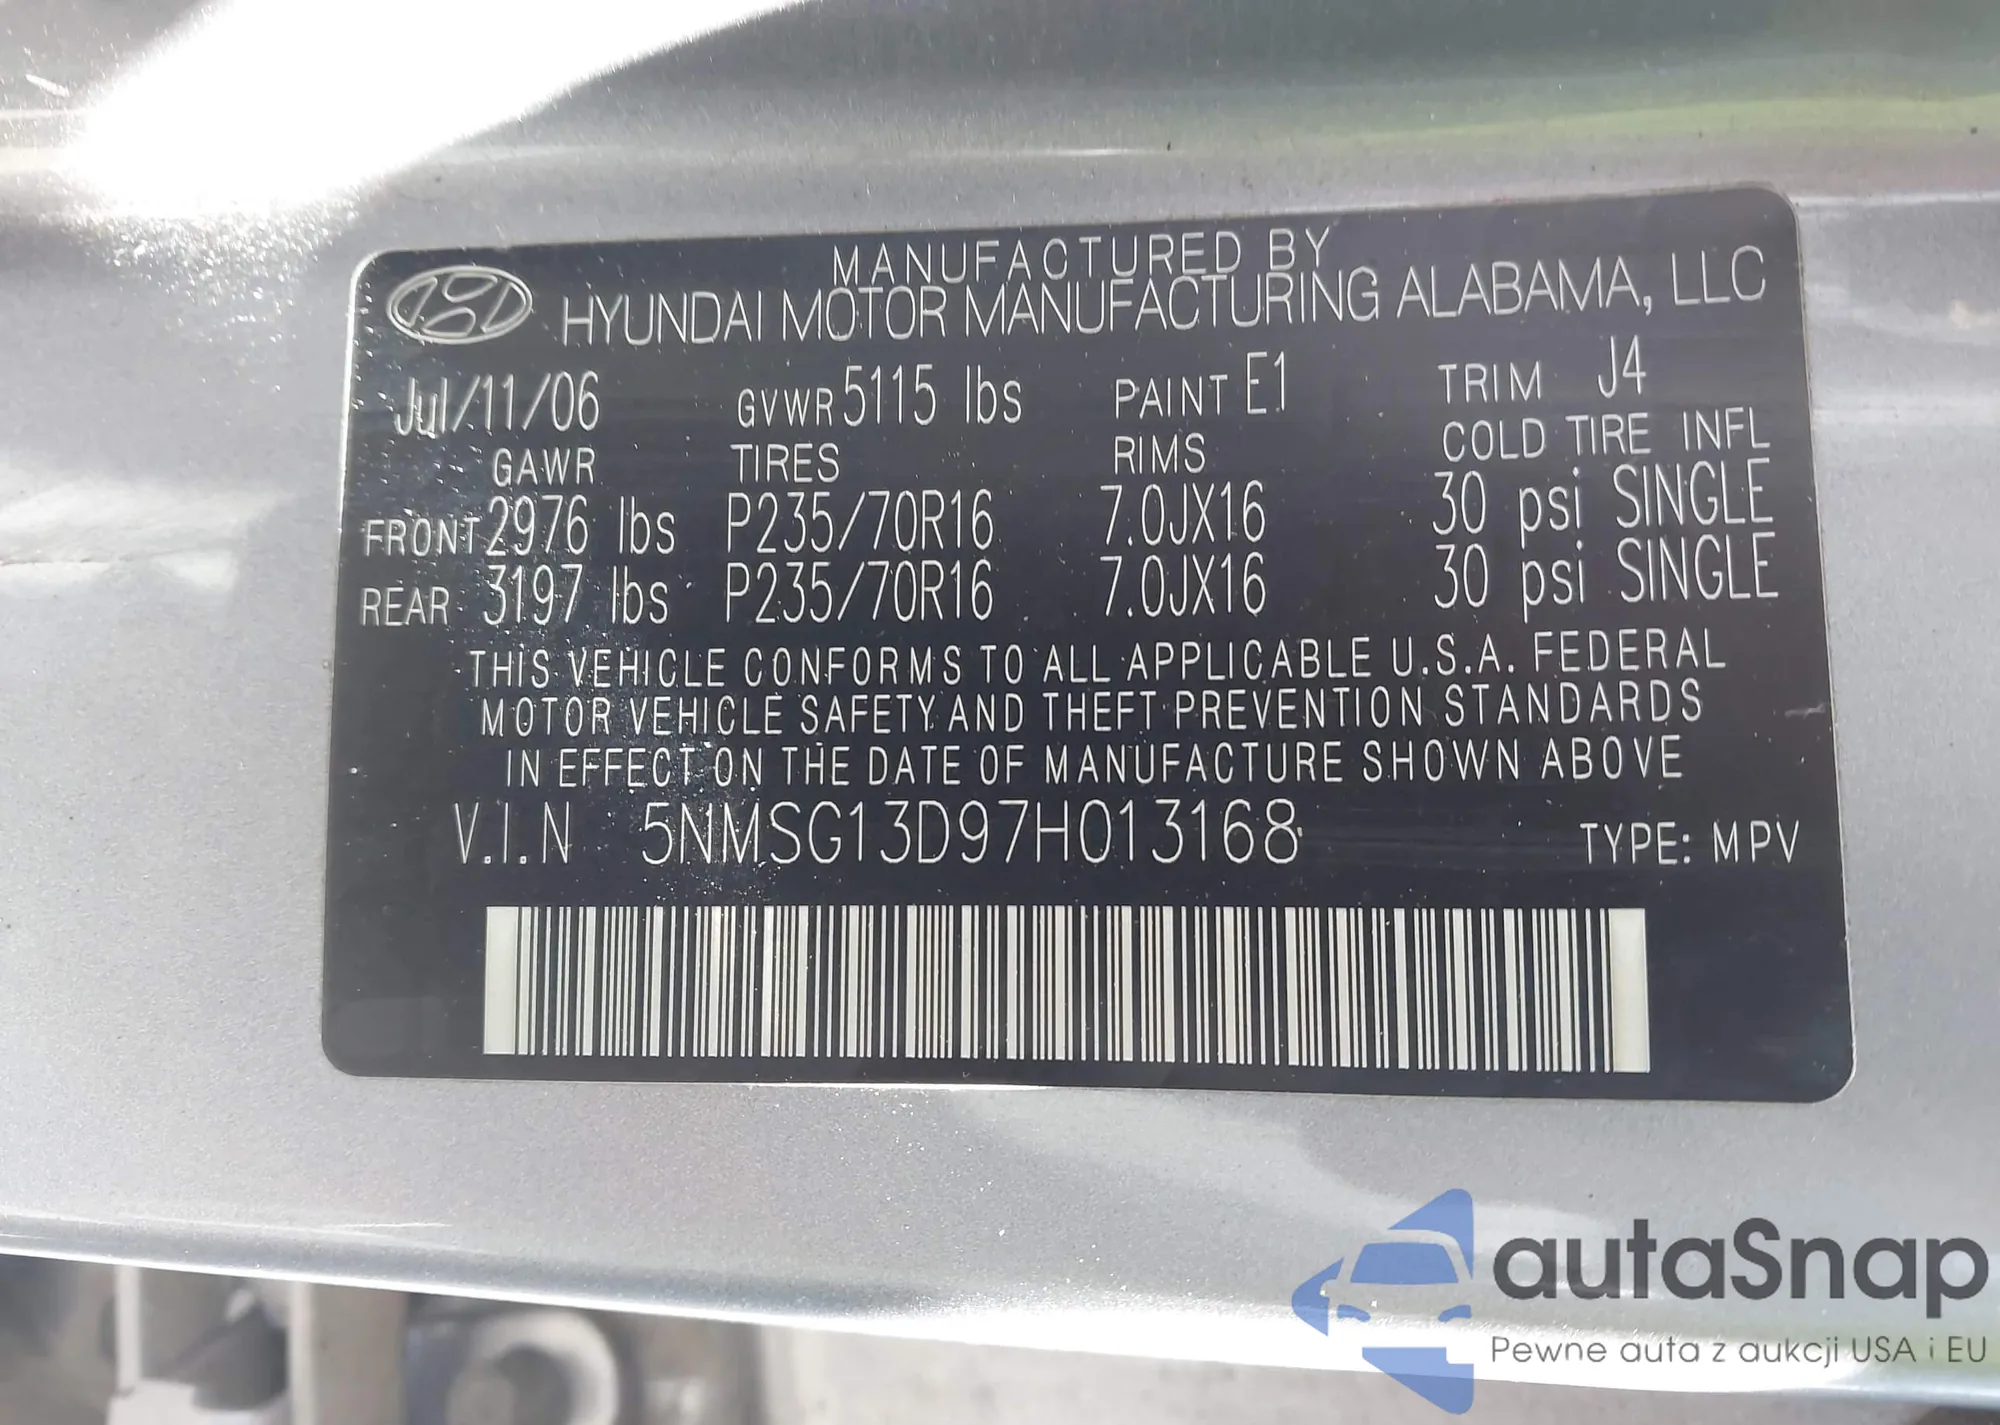 MANUFACTURED BY
HYUNDAI MOTOR MANUFACTURING ALABAMA, LLC
Jul/11/06 GVWR 5115 lbs PAINT E1 TRIM J4
GAWR TIRES RIMS COLD TIRE INFL
FRONT 2976 lbs P235/70R16 7.0JX16 30 psi SINGLE
REAR 3197 lbs P235/70R16 7.0JX16 30 psi SINGLE
THIS VEHICLE CONFORMS TO ALL APPLICABLE U.S.A. FEDERAL
MOTOR VEHICLE SAFETY AND THEFT PREVENTION STANDARDS
IN EFFECT ON THE DATE OF MANUFACTURE SHOWN ABOVE
V.I.N 5NMSG13D97H013168 TYPE: MPV
autaSnap
Pewne auta z aukcji USA i EU